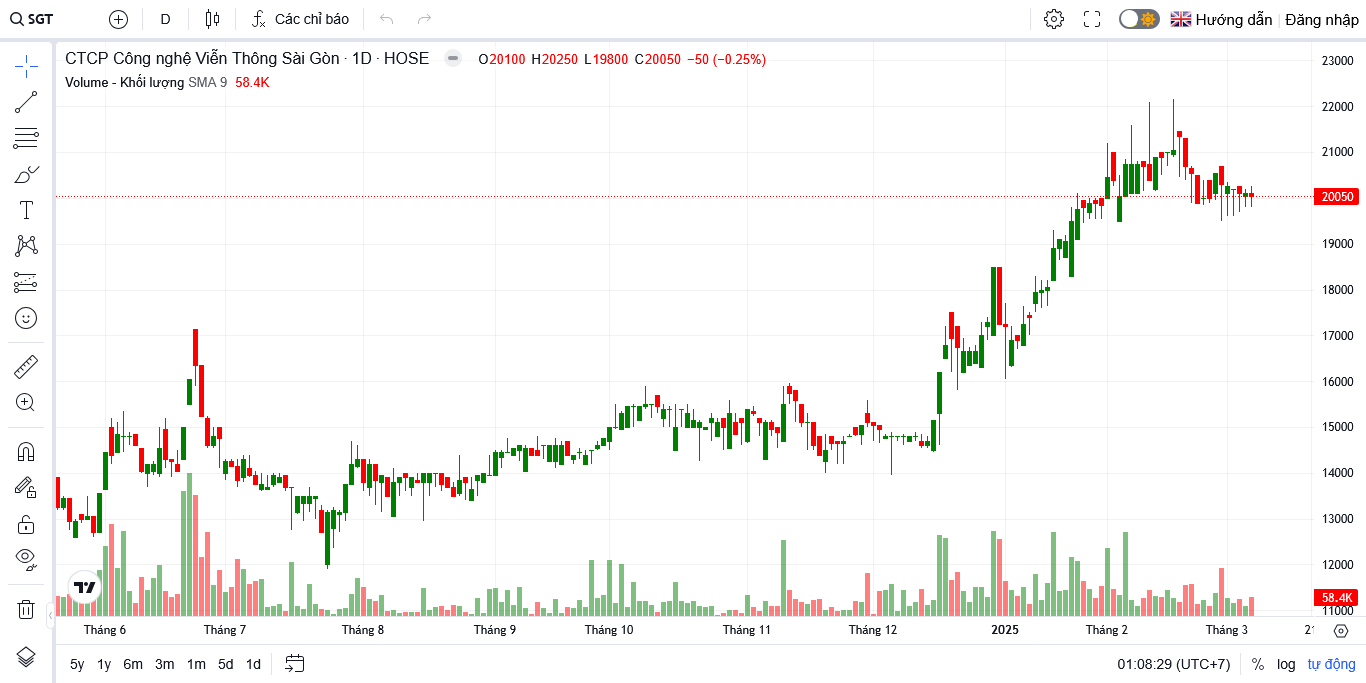 SGT D Các chỉ báo Hướng dẫn Đăng nhập
CTCP Công nghệ Viễn Thông Sài Gòn · 1D · HOSE O20100 H20250 L19800 C20050 −50 (−0.25%)
Volume - Khối lượng SMA 9 58.4K
23000
22000
21000
20050
19000
18000
17000
16000
15000
14000
13000
12000
58.4K
11000
Tháng 6 Tháng 7 Tháng 8 Tháng 9 Tháng 10 Tháng 11 Tháng 12 2025 Tháng 2 Tháng 3
5y 1y 6m 3m 1m 5d 1d 01:08:29 (UTC+7) % log tự động